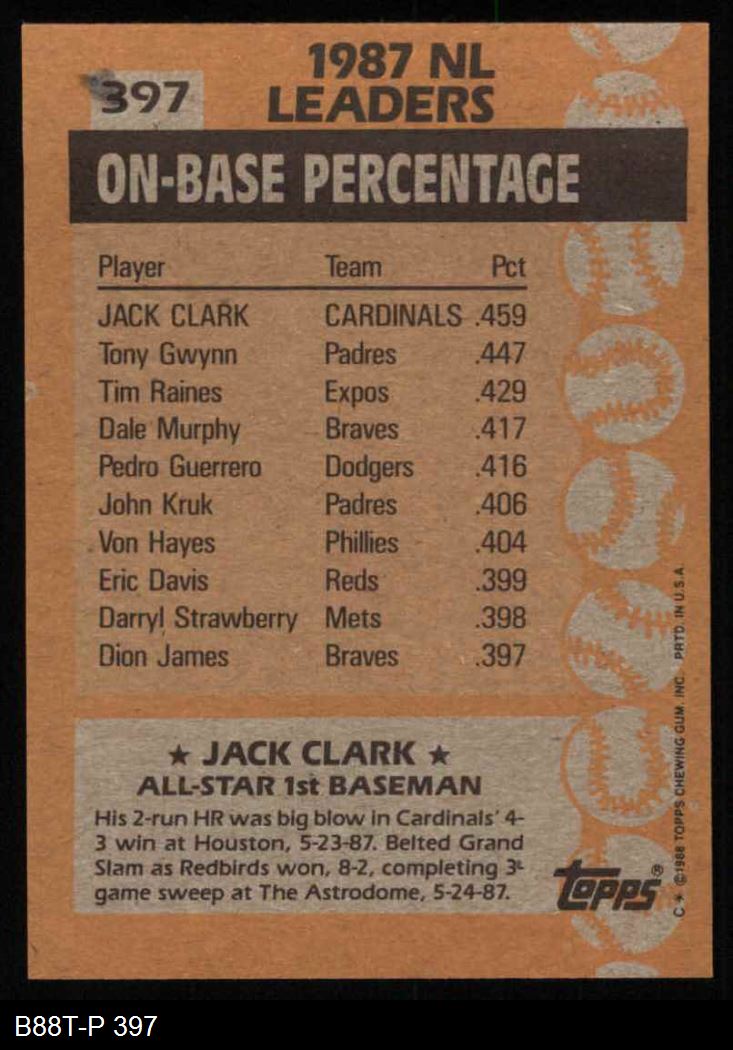 397
1987 NL
LEADERS
ON-BASE PERCENTAGE
Player Team Pct
JACK CLARK CARDINALS .459
Tony Gwynn Padres .447
Tim Raines Expos .429
Dale Murphy Braves .417
Pedro Guerrero Dodgers .416
John Kruk Padres .406
Von Hayes Phillies .404
Eric Davis Reds .399
Darryl Strawberry Mets .398
Dion James Braves .397
★ JACK CLARK ★
ALL-STAR 1st BASEMAN
His 2-run HR was big blow in Cardinals' 4-
3 win at Houston, 5-23-87. Belted Grand
Slam as Redbirds won, 8-2, completing 3-
game sweep at The Astrodome, 5-24-87.
topps®
C* ©1988 TOPPS CHEWING GUM, INC. PRTD. IN U.S.A.
B88T-P 397